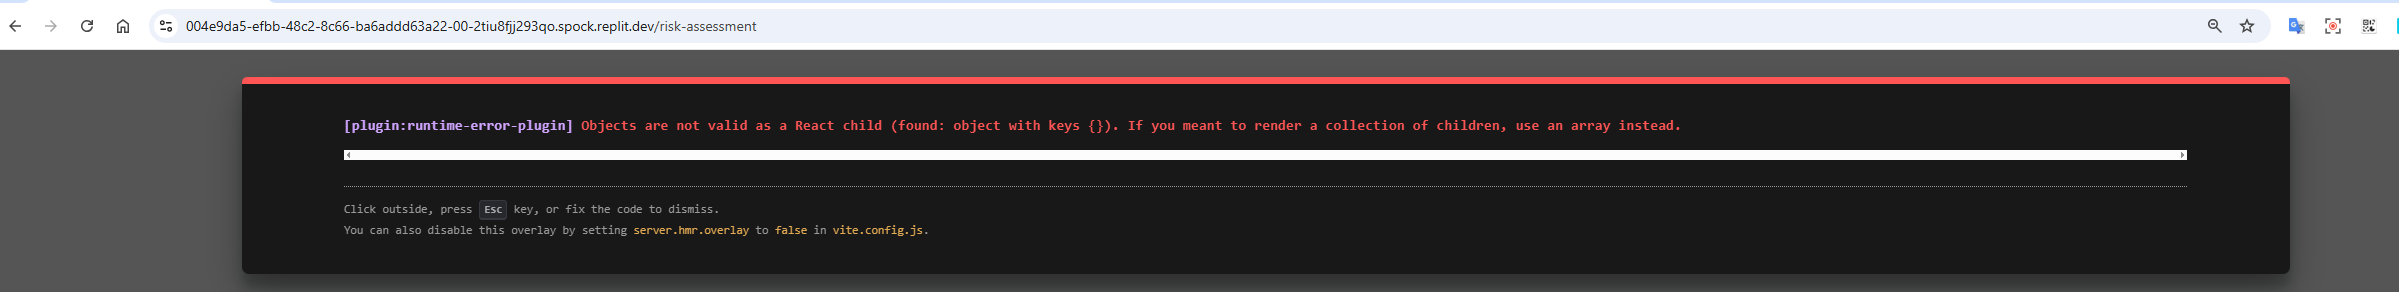 004e9da5-efbb-48c2-8c66-ba6addd63a22-00-2tiu8fjj293qo.spock.replit.dev/risk-assessment
[plugin:runtime-error-plugin] Objects are not valid as a React child (found: object with keys {}). If you meant to render a collection of children, use an array instead.
Click outside, press Esc key, or fix the code to dismiss.
You can also disable this overlay by setting server.hmr.overlay to false in vite.config.js.